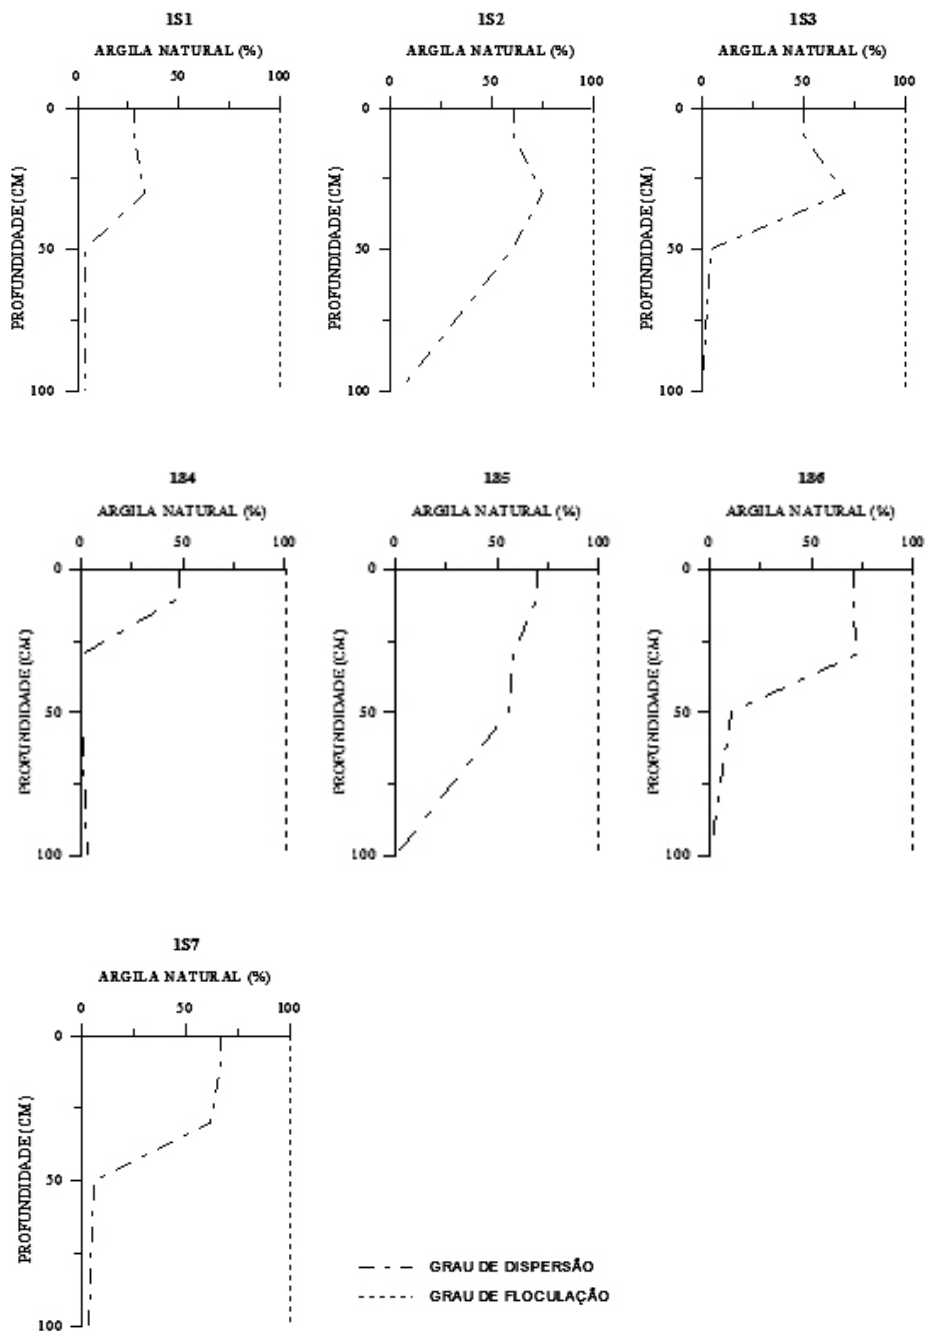 1S1 1S2 1S3
ARGILA NATURAL (%) ARGILA NATURAL (%) ARGILA NATURAL (%)
0 50 100 0 50 100 0 50 100
0 0 0
PROFUNDIDADE (CM) PROFUNDIDADE (CM) PROFUNDIDADE (CM)
50 50 50
100 100 100
1S4 1S5 1S6
ARGILA NATURAL (%) ARGILA NATURAL (%) ARGILA NATURAL (%)
0 50 100 0 50 100 0 50 100
0 0 0
PROFUNDIDADE (CM) PROFUNDIDADE (CM) PROFUNDIDADE (CM)
50 50 50
100 100 100
1S7
ARGILA NATURAL (%)
0 50 100
0
PROFUNDIDADE (CM)
50
100
GRAU DE DISPERSÃO
GRAU DE FLOCULAÇÃO